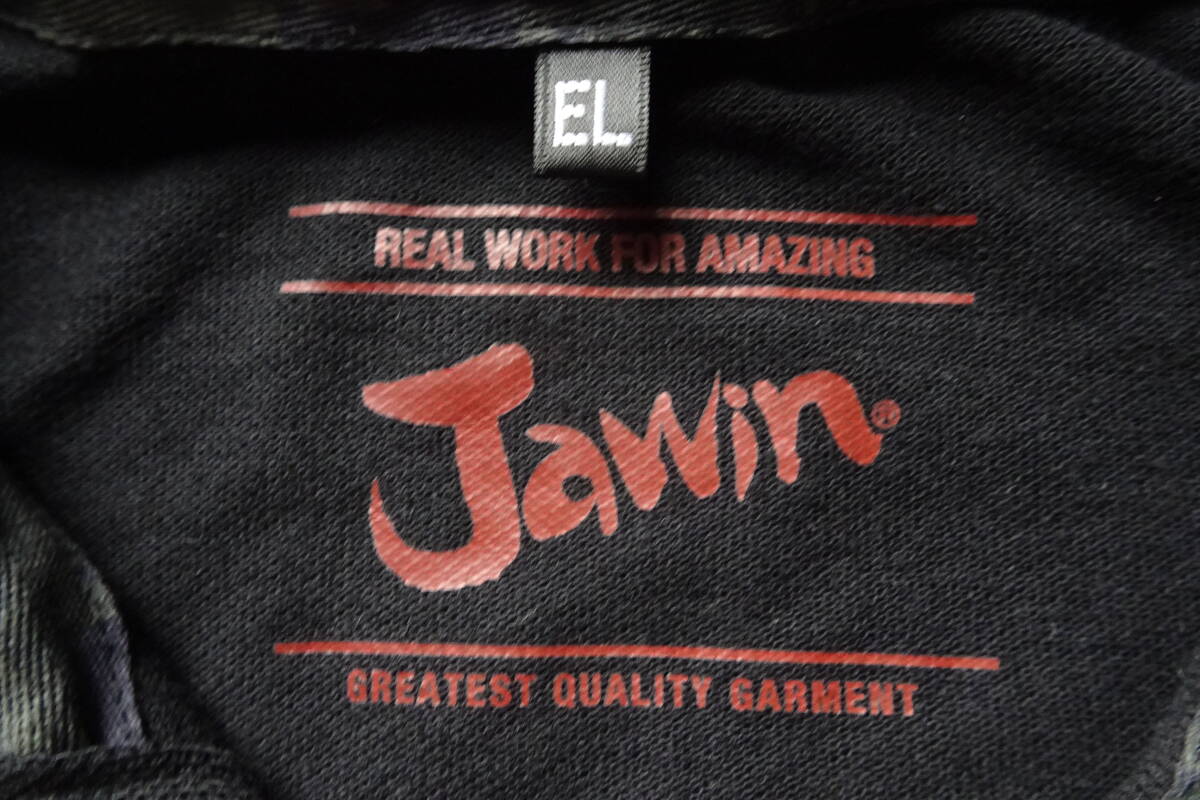 EL
REAL WORK FOR AMAZING
Jawin®
GREATEST QUALITY GARMENT